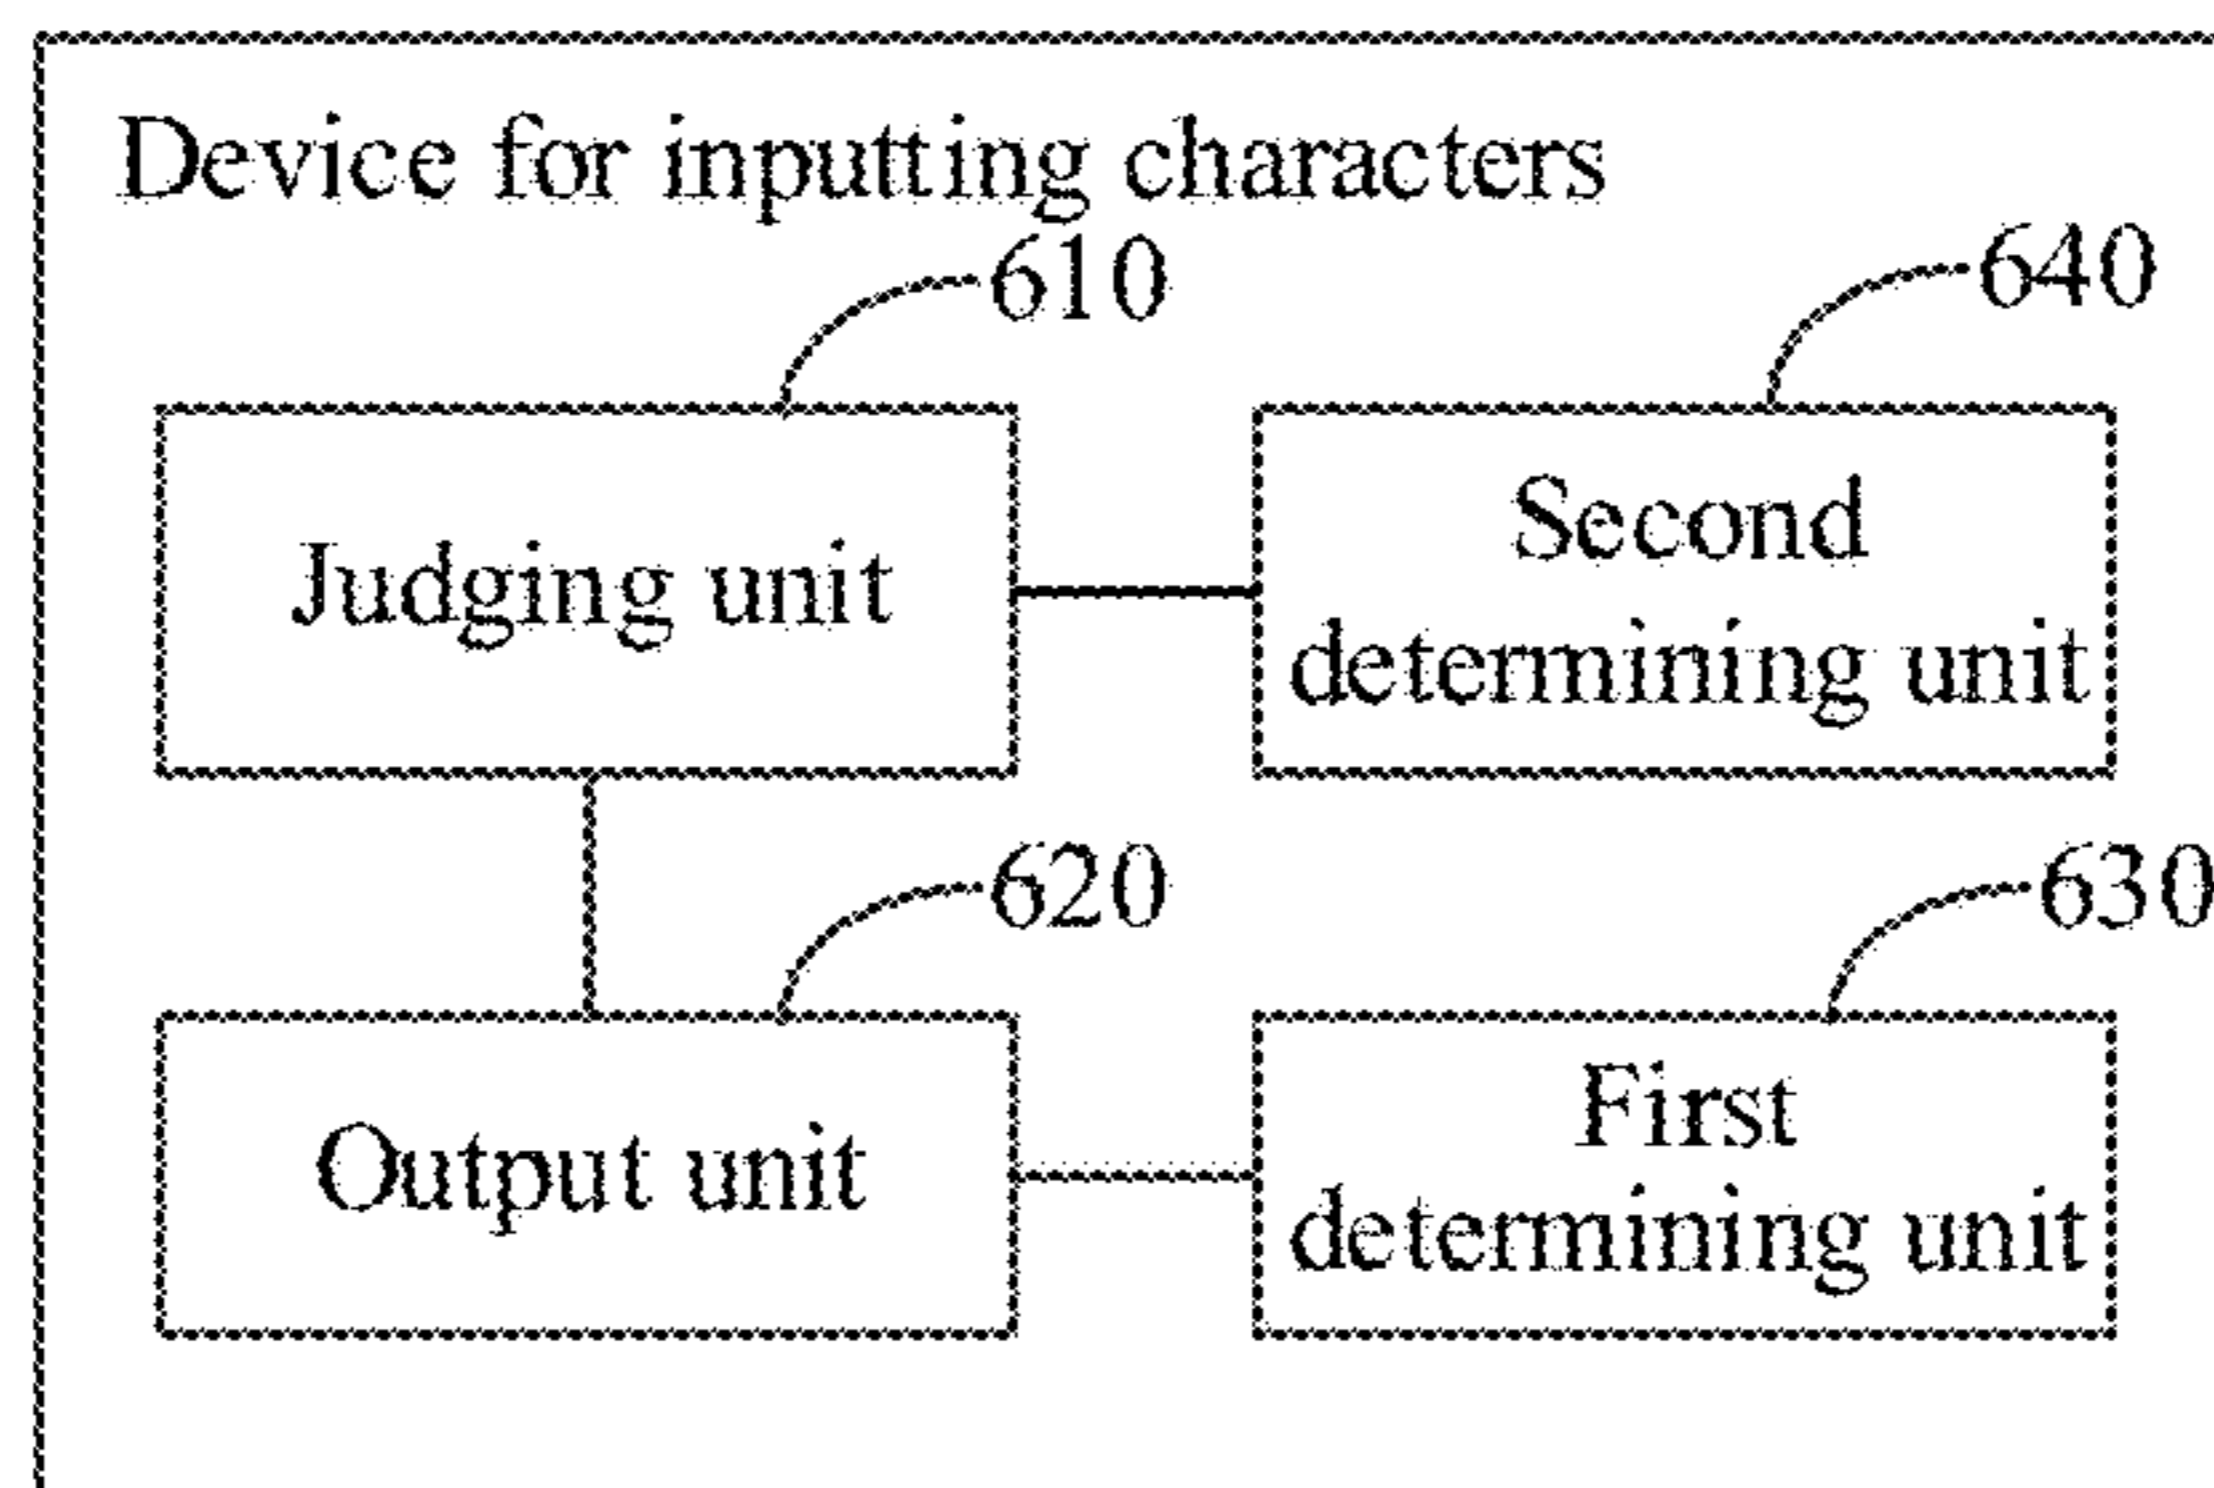 Device for inputting characters
610
640
Judging unit
Second
determining unit
620
630
Output unit
First
determining unit